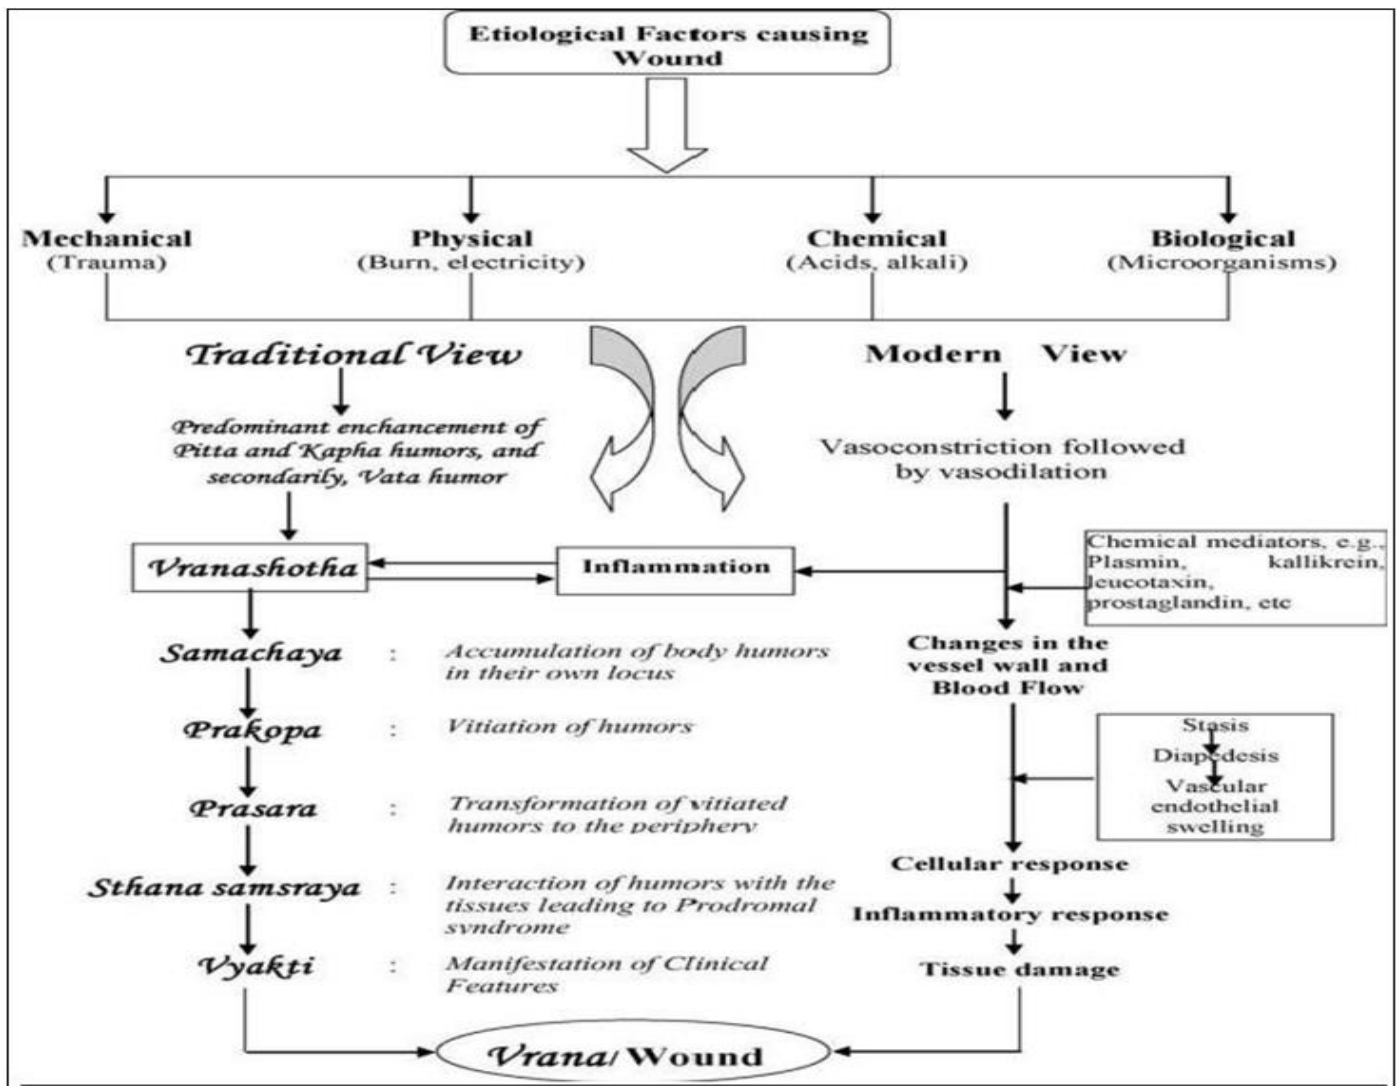 Etiological Factors causing
Wound
Mechanical
(Trauma)
Physical
(Burn, electricity)
Chemical
(Acids, alkali)
Biological
(Microorganisms)
Traditional View
Predominant enchancement of
Pitta and Kapha humors, and
secondarily, Vata humor
Vranashotha
Inflammation
Samachaya : Accumulation of body humors
in their own locus
Prakopa : Vitiation of humors
Prasara : Transformation of vitiated
humors to the periphery
Sthana samsraya : Interaction of humors with the
tissues leading to Prodromal
syndrome
Vyakti : Manifestation of Clinical
Features
Modern View
Vasoconstriction followed
by vasodilation
Chemical mediators, e.g.,
Plasmin, kallikrein,
leucotaxin,
prostaglandin, etc
Changes in the
vessel wall and
Blood Flow
Stasis
Diapedesis
Vascular
endothelial
swelling
Cellular response
Inflammatory response
Tissue damage
Vrana/Wound